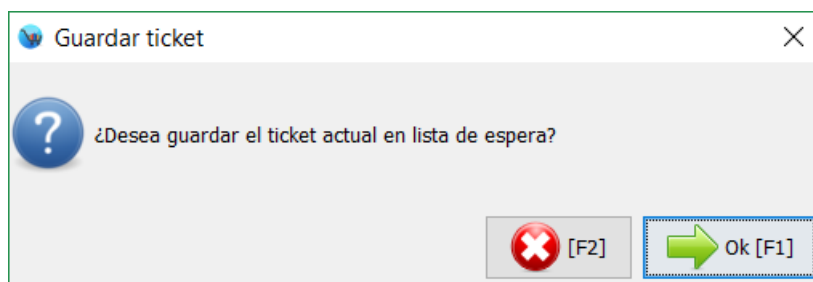 Guardar ticket
¿Desea guardar el ticket actual en lista de espera?
[F2]
Ok [F1]